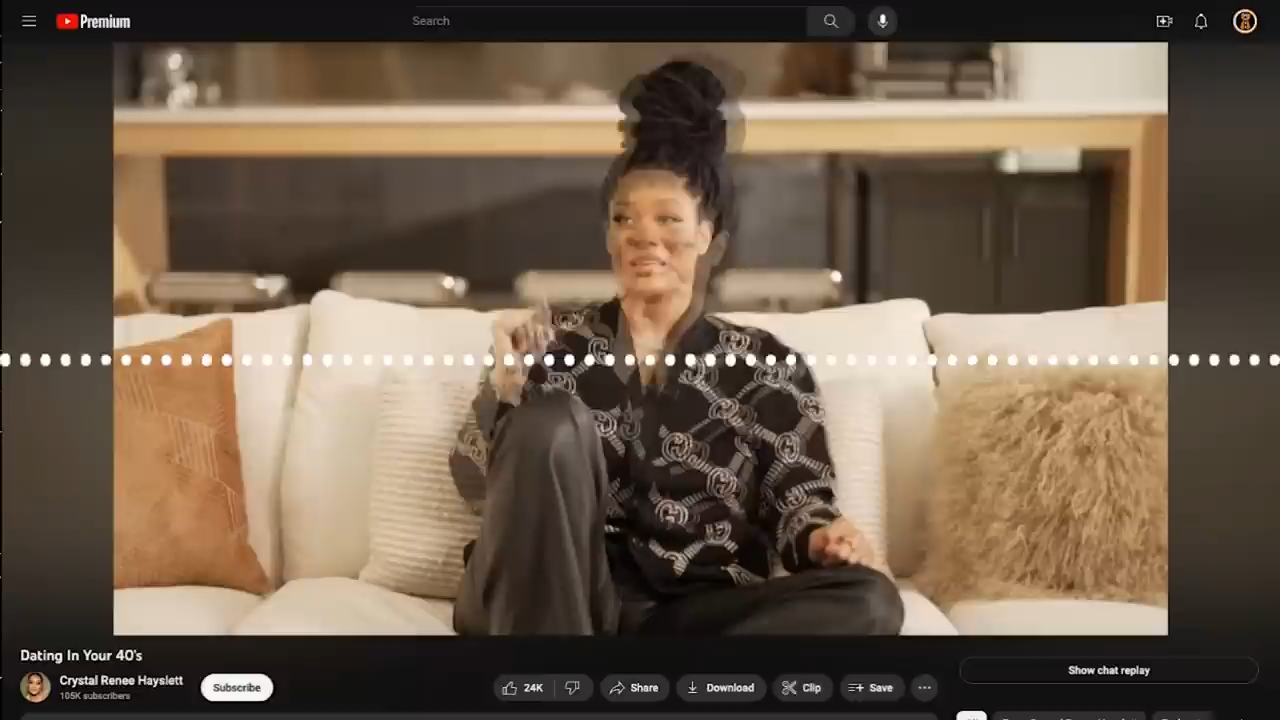 Premium
Search
Dating In Your 40's
Crystal Renee Hayslett
105K subscribers
Subscribe
24K
Share
Download
Clip
Save
Show chat replay